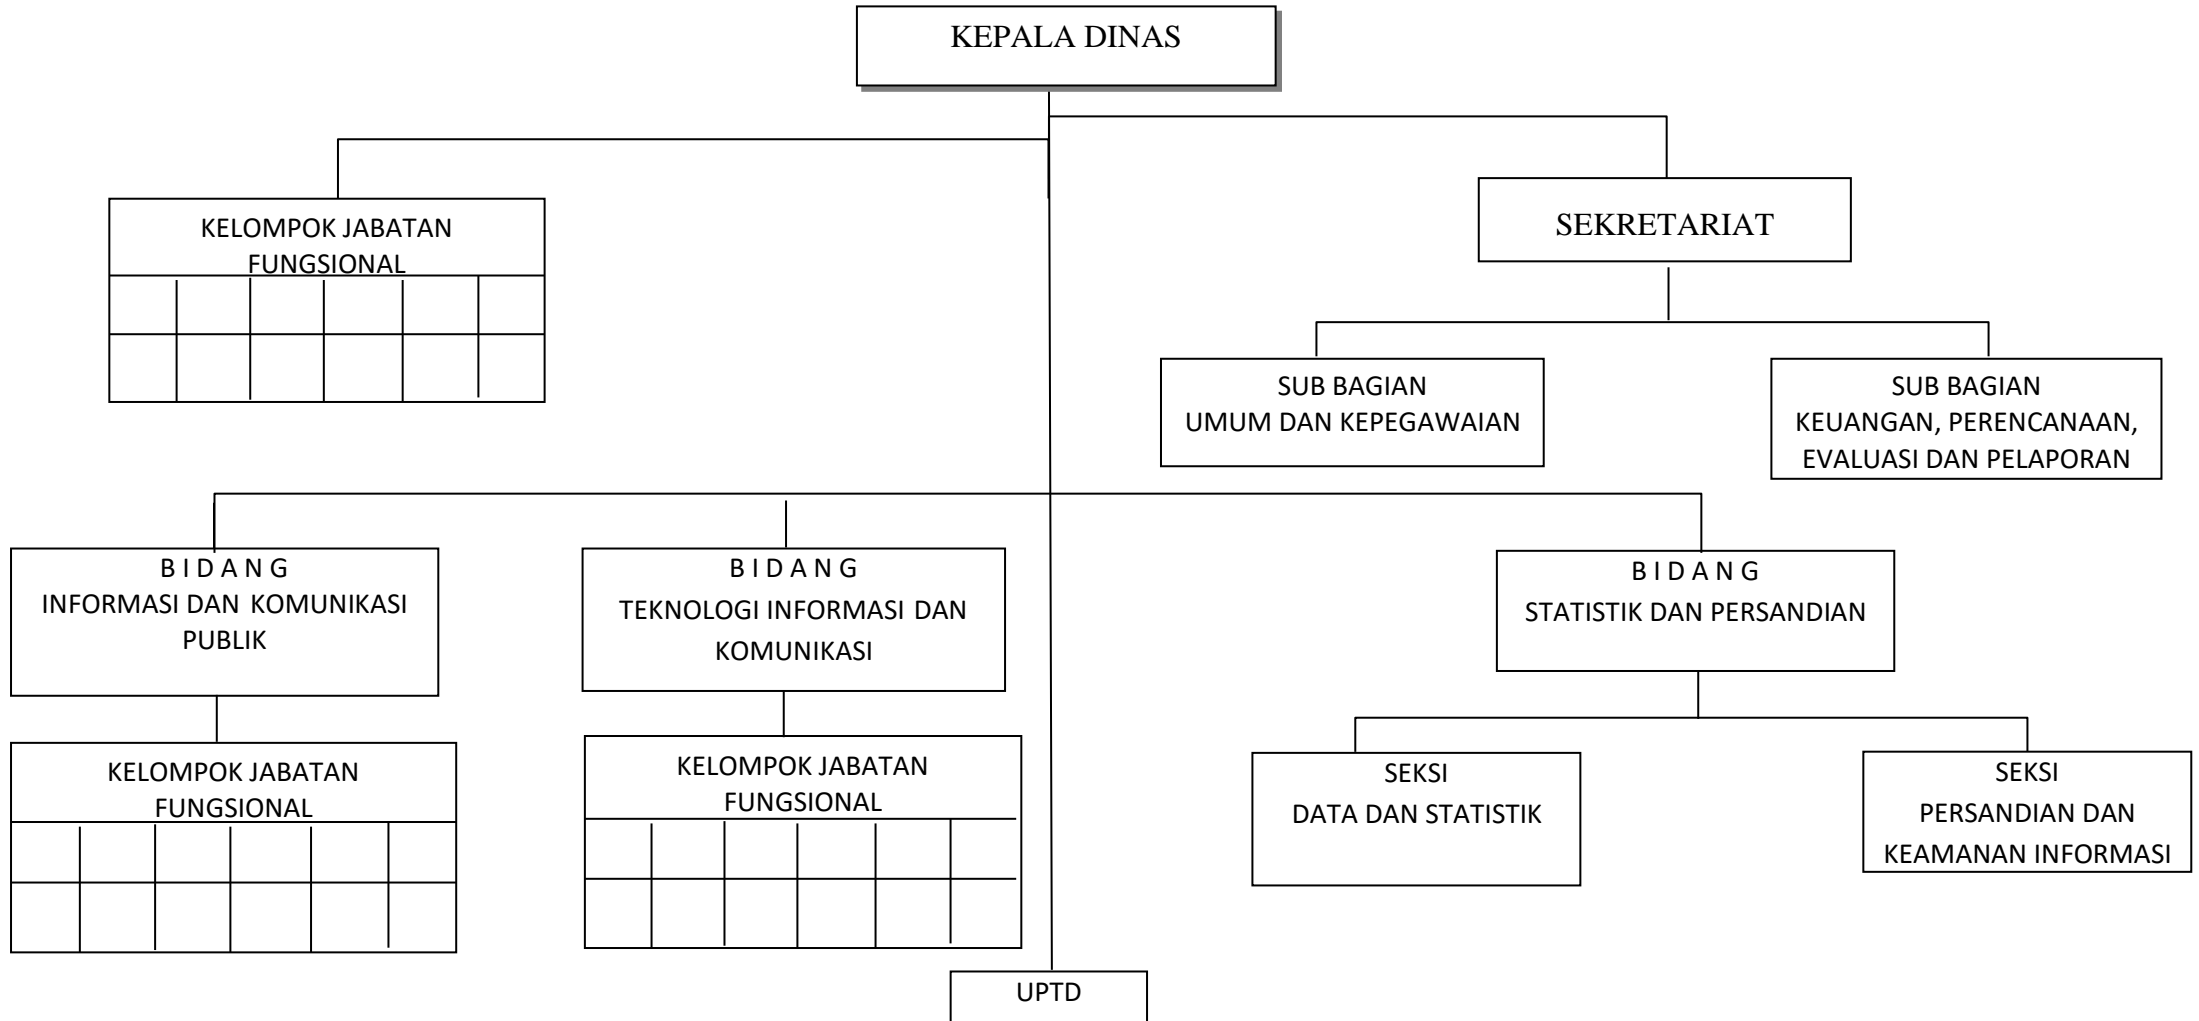 KEPALA DINAS
KELOMPOK JABATAN
FUNGSIONAL
SEKRETARIAT
SUB BAGIAN
UMUM DAN KEPEGAWAIAN
SUB BAGIAN
KEUANGAN, PERENCANAAN,
EVALUASI DAN PELAPORAN
B I D A N G
INFORMASI DAN KOMUNIKASI
PUBLIK
B I D A N G
TEKNOLOGI INFORMASI DAN
KOMUNIKASI
B I D A N G
STATISTIK DAN PERSANDIAN
KELOMPOK JABATAN
FUNGSIONAL
KELOMPOK JABATAN
FUNGSIONAL
SEKSI
DATA DAN STATISTIK
SEKSI
PERSANDIAN DAN
KEAMANAN INFORMASI
UPTD